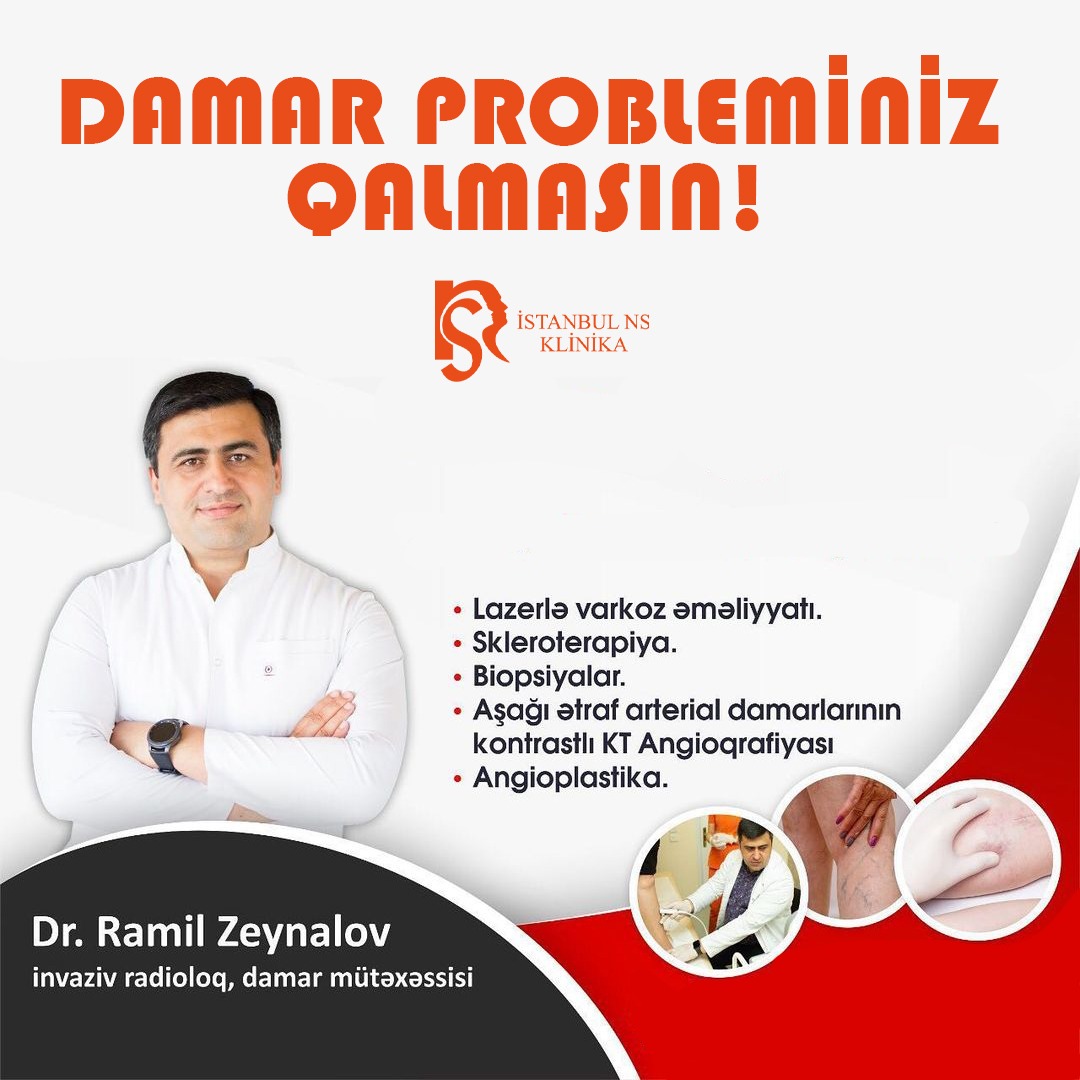 DAMAR PROBLEMİNİZ
QALMASIN!
İSTANBUL NS
KLİNİKA
• Lazerlə varkoz əməliyyatı.
• Skleroterapiya.
• Biopsiyalar.
• Aşağı ətraf arterial damarlarının
kontrastlı KT Angioqrafiyası
• Angioplastika.
Dr. Ramil Zeynalov
invaziv radioloq, damar mütəxəssisi